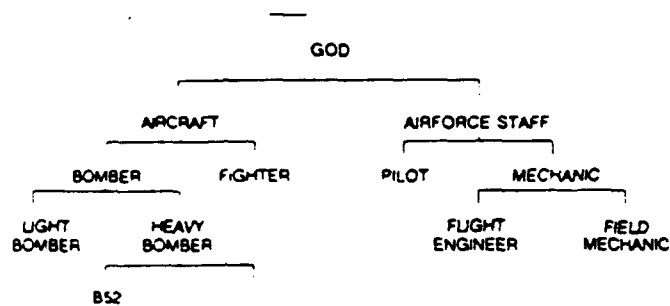 GOD
AIRCRAFT AIRFORCE STAFF
BOMBER FIGHTER PILOT MECHANIC
LIGHT BOMBER HEAVY BOMBER FLIGHT ENGINEER FIELD MECHANIC
B52